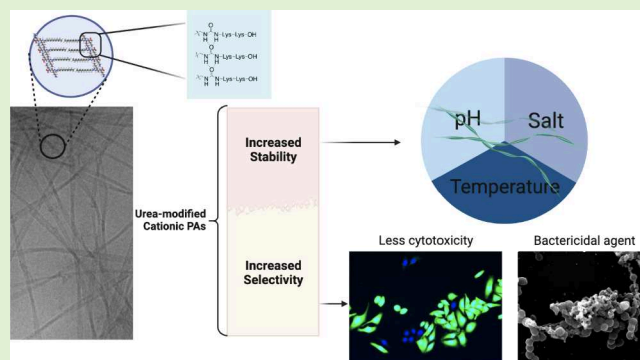 O
N N-Lys-Lys-OH
H H
O
N N-Lys-Lys-OH
H H
O
N N-Lys-Lys-OH
H H
Urea-modified
Cationic PAs
Increased
Stability
Increased
Selectivity
pH
Salt
Temperature
Less cytotoxicity
Bactericidal agent